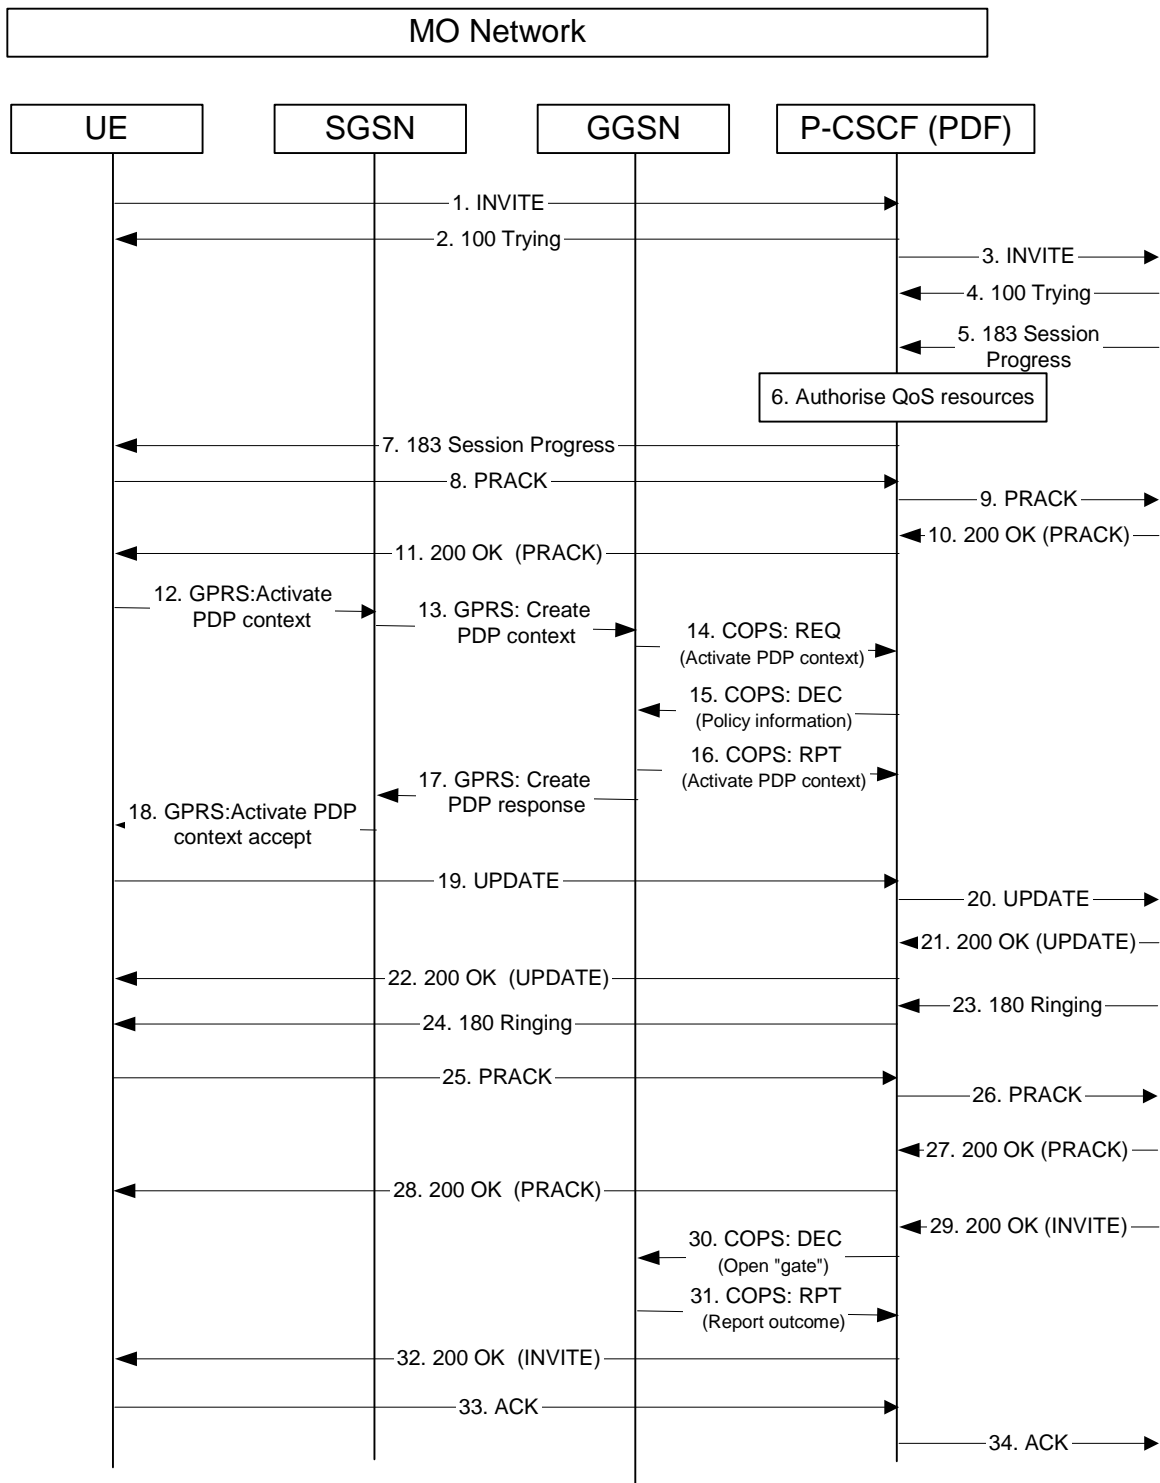 MO Network
UE
SGSN
GGSN
P-CSCF (PDF)
1. INVITE
2. 100 Trying
3. INVITE
4. 100 Trying
5. 183 Session
Progress
6. Authorise QoS resources
7. 183 Session Progress
8. PRACK
9. PRACK
10. 200 OK (PRACK)
11. 200 OK (PRACK)
12. GPRS:Activate
PDP context
13. GPRS: Create
PDP context
14. COPS: REQ
(Activate PDP context)
15. COPS: DEC
(Policy information)
16. COPS: RPT
(Activate PDP context)
17. GPRS: Create
PDP response
18. GPRS:Activate PDP
context accept
19. UPDATE
20. UPDATE
21. 200 OK (UPDATE)
22. 200 OK (UPDATE)
23. 180 Ringing
24. 180 Ringing
25. PRACK
26. PRACK
27. 200 OK (PRACK)
28. 200 OK (PRACK)
29. 200 OK (INVITE)
30. COPS: DEC
(Open "gate")
31. COPS: RPT
(Report outcome)
32. 200 OK (INVITE)
33. ACK
34. ACK